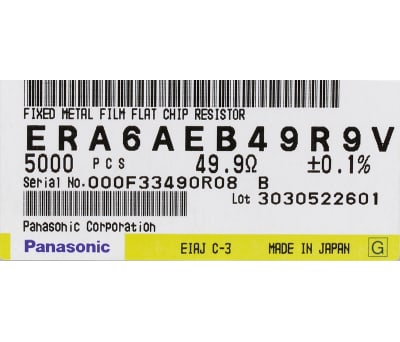 FIXED METAL FILM FLAT CHIP RESISTOR
ERA6AEB49R9V
5000 PCS 49.9Ω ±0.1%
Serial No.000F33490R08 B
Lot 3030522601
Panasonic Corporation
Panasonic EIAJ C-3 MADE IN JAPAN G